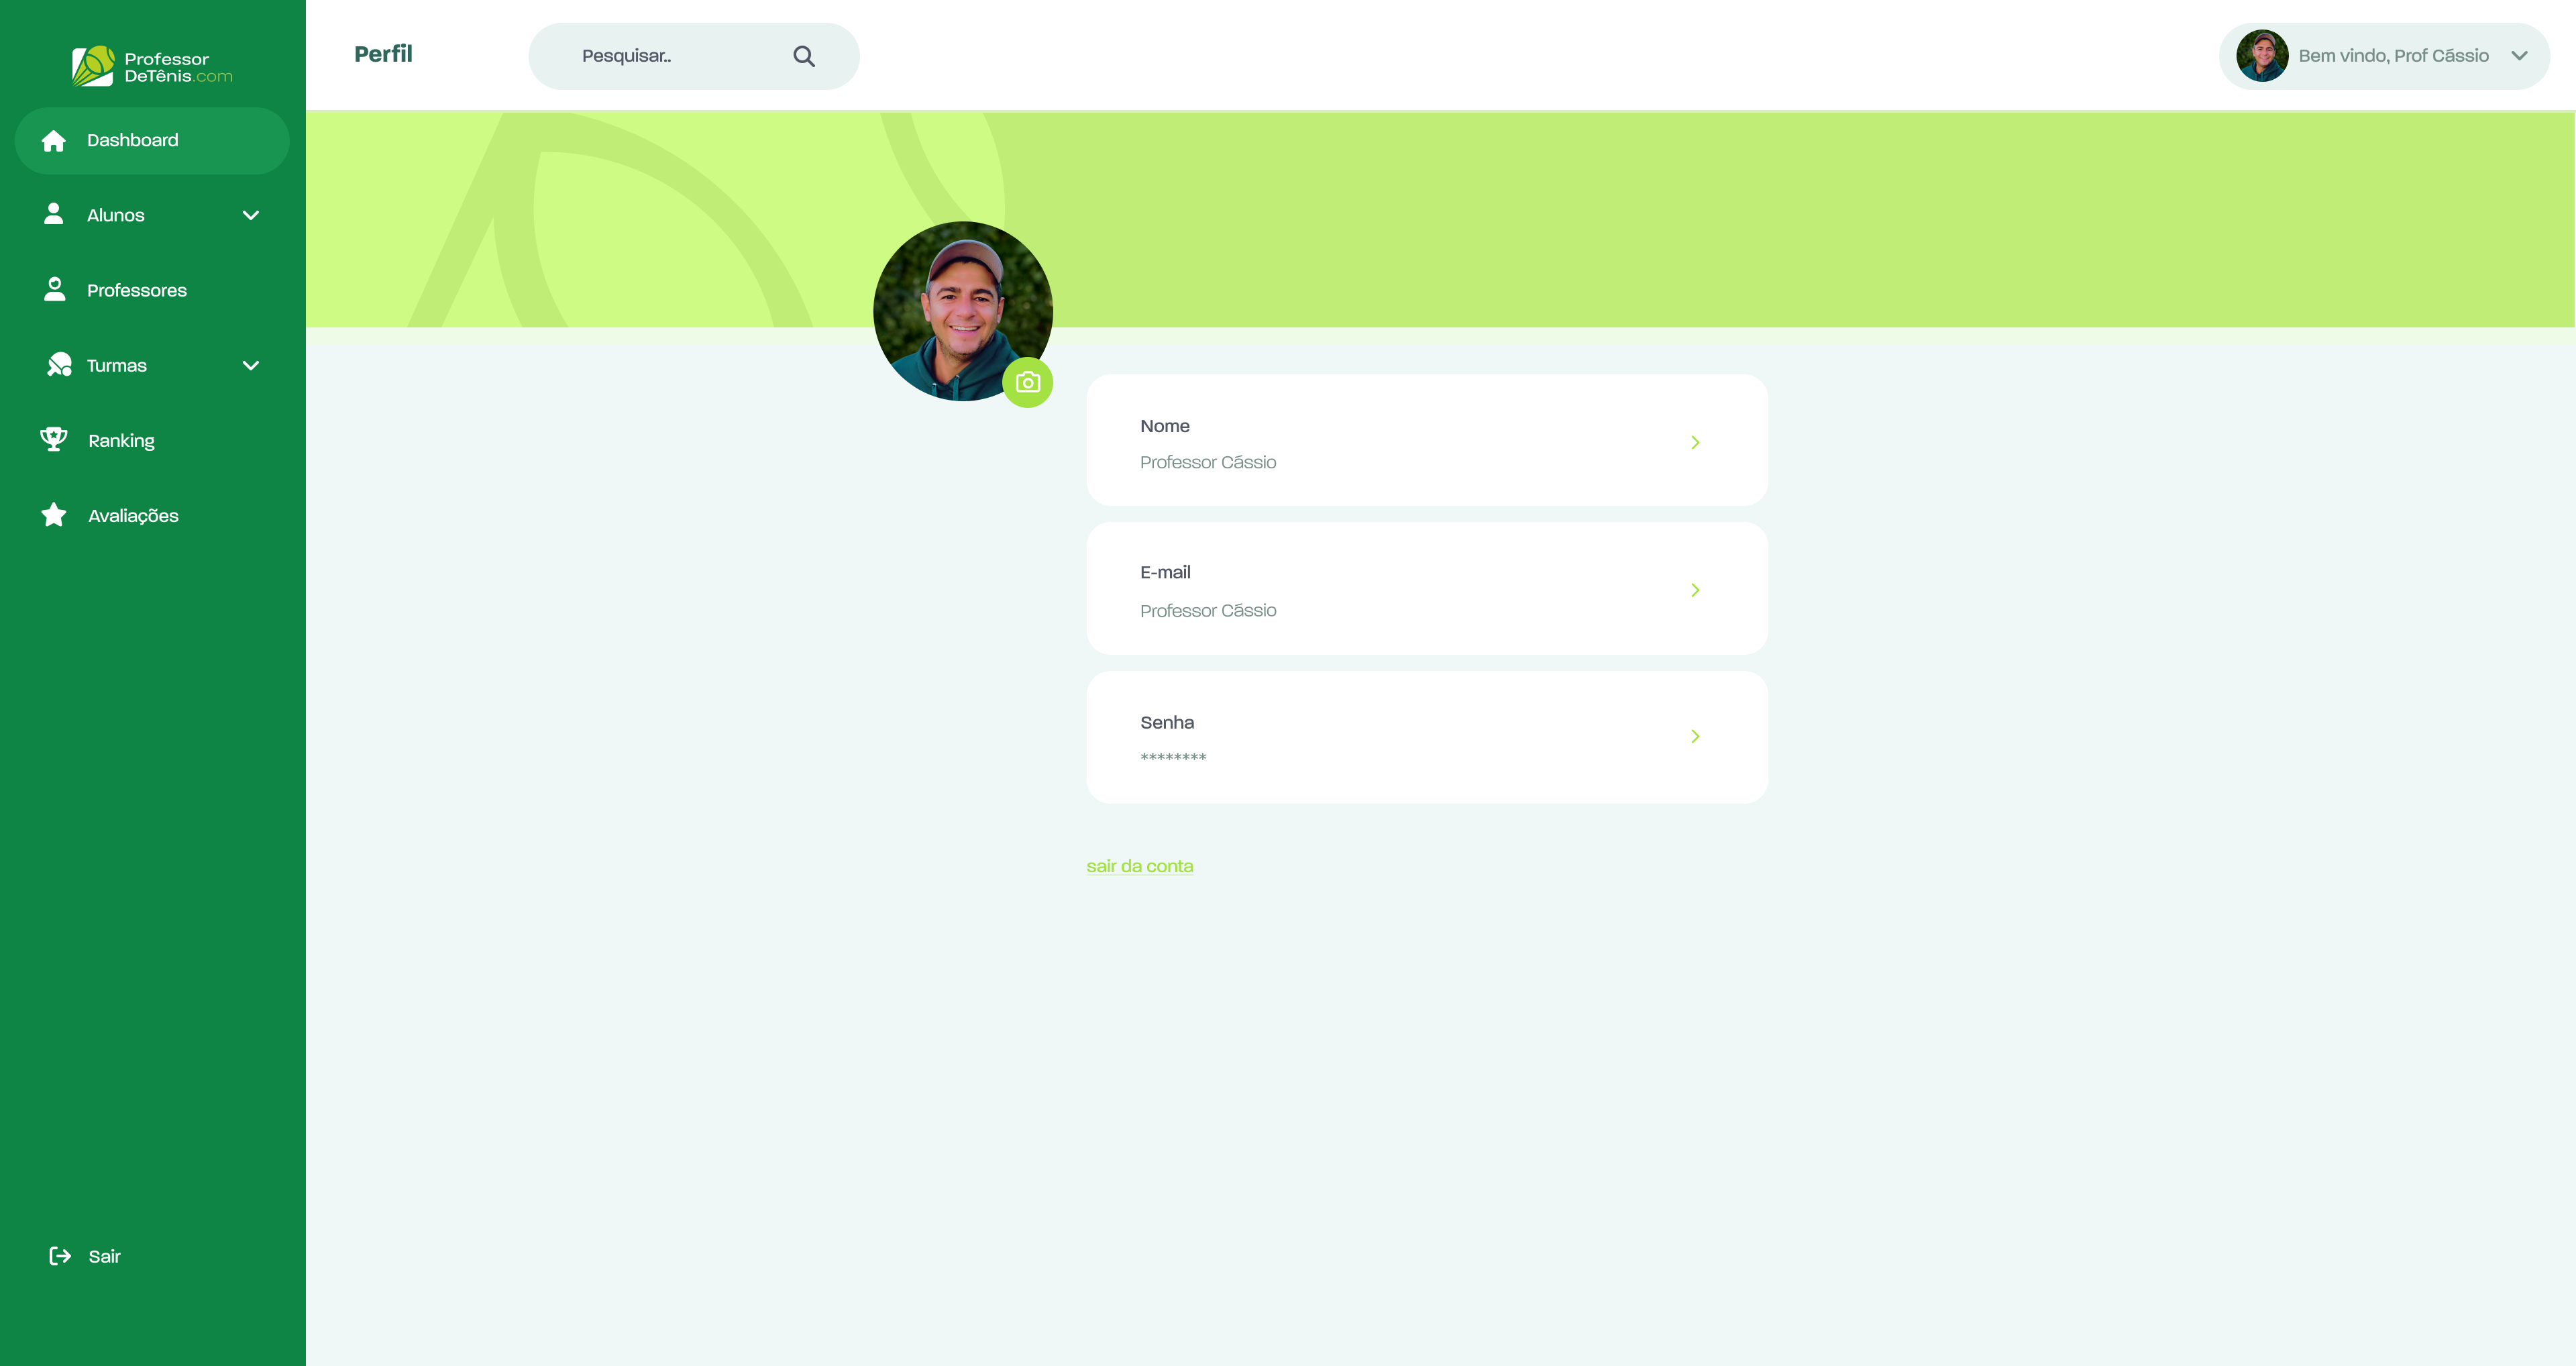 Professor
DeTênis.com
Perfil
Pesquisar..
Bem vindo, Prof Cássio
Dashboard
Alunos
Professores
Turmas
Ranking
Avaliações
Sair
Nome
Professor Cássio
E-mail
Professor Cássio
Senha
********
sair da conta